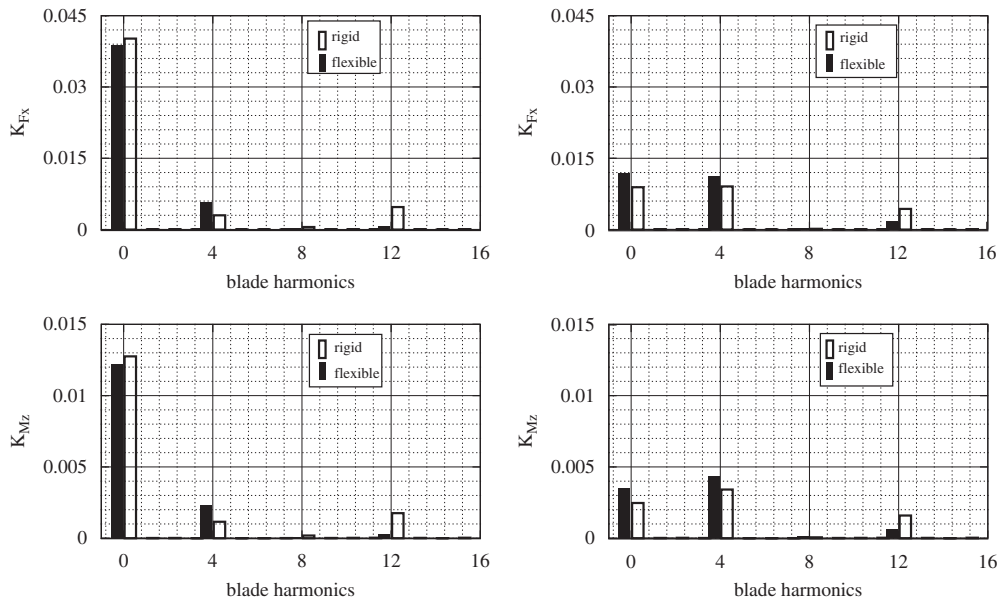 0.045
0.03
0.015
0
K_Fx
rigid
flexible
0 4 8 12 16
blade harmonics
0.045
0.03
0.015
0
K_Fx
rigid
flexible
0 4 8 12 16
blade harmonics
0.015
0.01
0.005
0
K_Mz
rigid
flexible
0 4 8 12 16
blade harmonics
0.015
0.01
0.005
0
K_Mz
rigid
flexible
0 4 8 12 16
blade harmonics